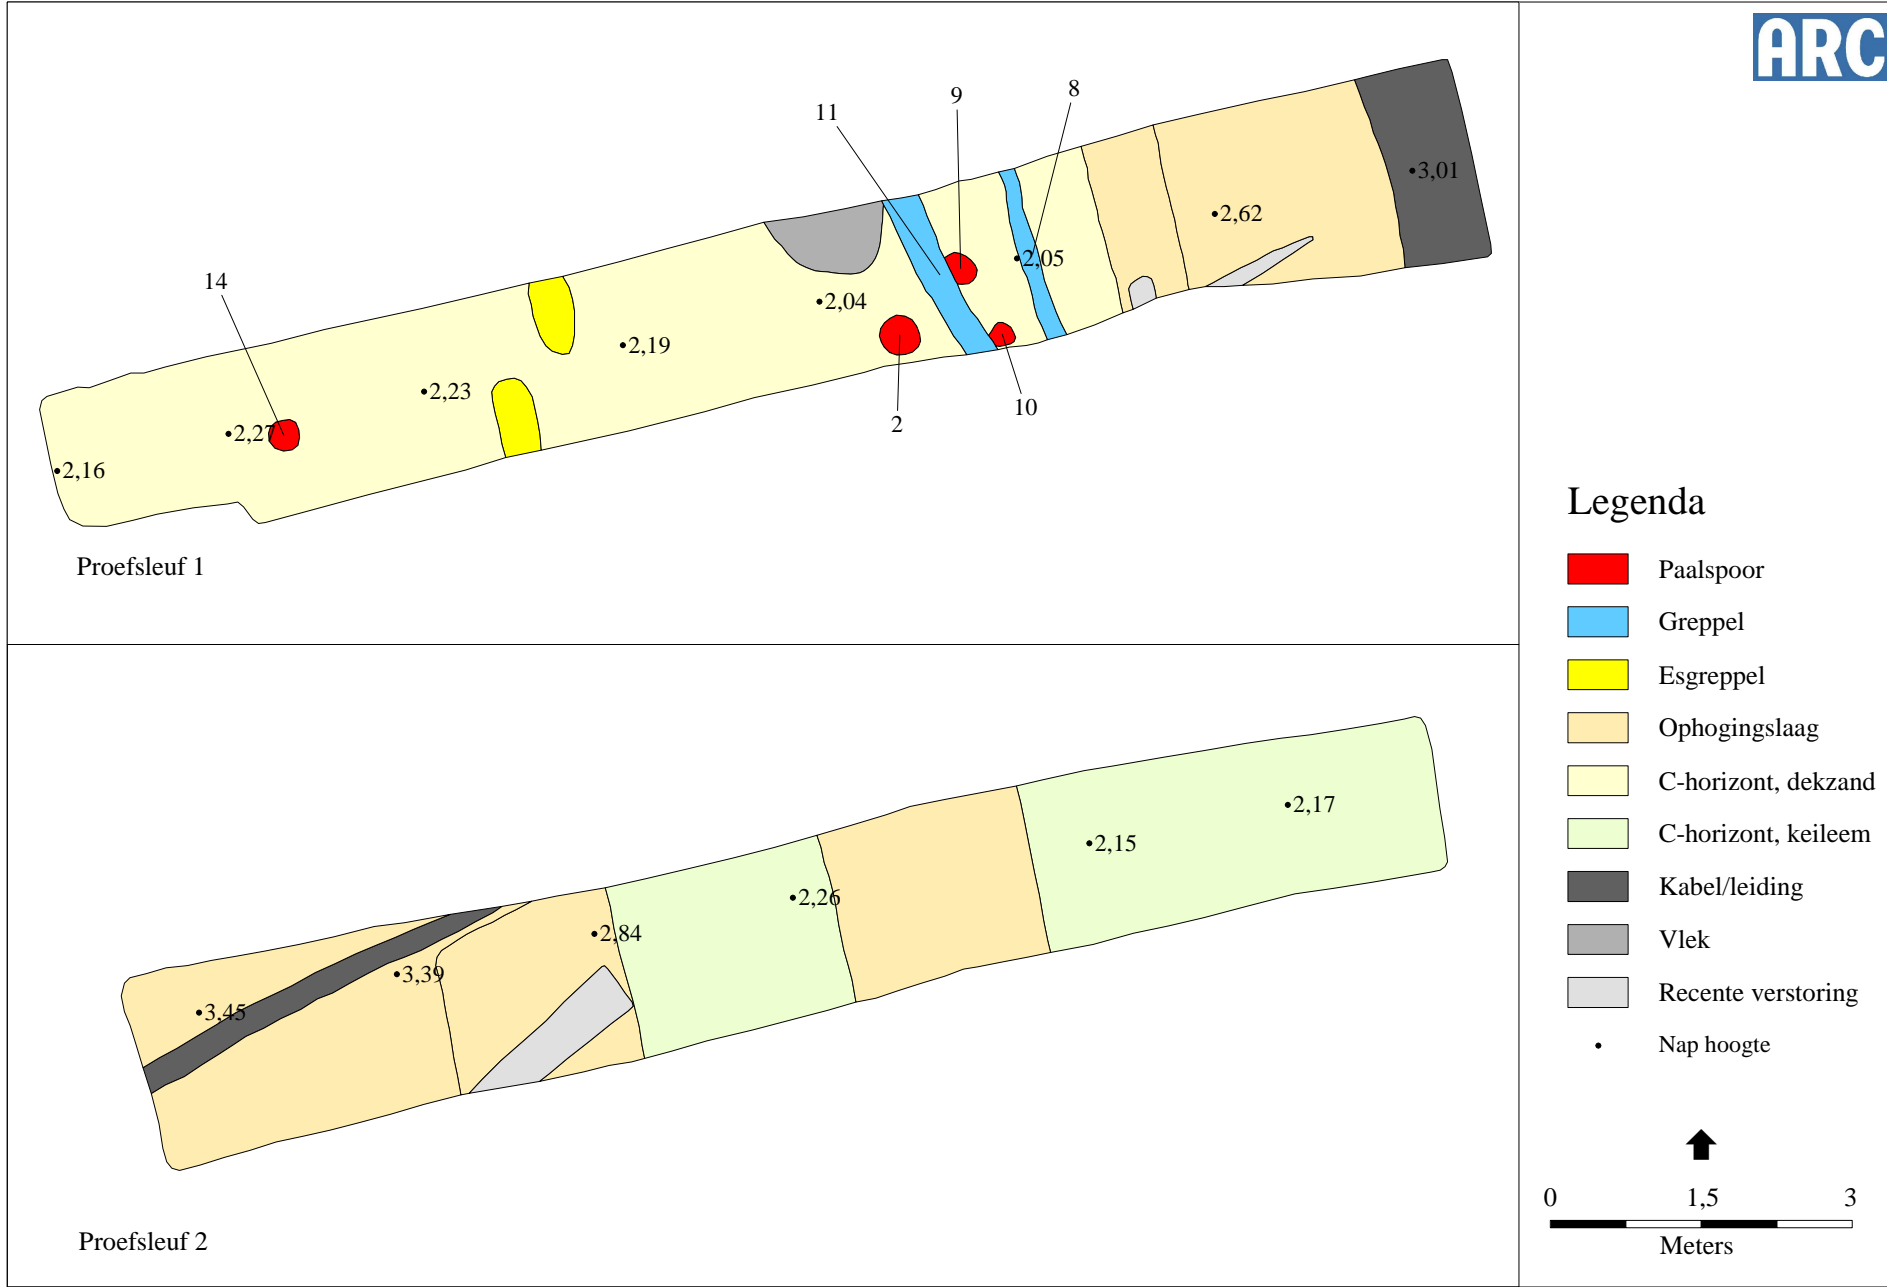 ARC
8
9
11
3,01
2,62
2,05
14
2,04
2,19
2,23
10
2
2,27
2,16
Proefsleuf 1
2,17
2,15
2,26
2,84
3,39
3,45
Proefsleuf 2
Legenda
Paalspoor
Greppel
Esgreppel
Ophogingslaag
C-horizont, dekzand
C-horizont, keileem
Kabel/leiding
Vlek
Recente verstoring
Nap hoogte
0 1,5 3
Meters